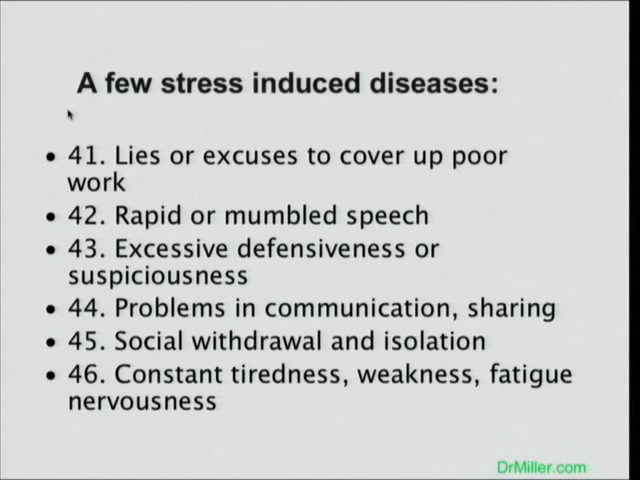 A few stress induced diseases:
• 41. Lies or excuses to cover up poor
work
• 42. Rapid or mumbled speech
• 43. Excessive defensiveness or
suspiciousness
• 44. Problems in communication, sharing
• 45. Social withdrawal and isolation
• 46. Constant tiredness, weakness, fatigue
nervousness
DrMiller.com